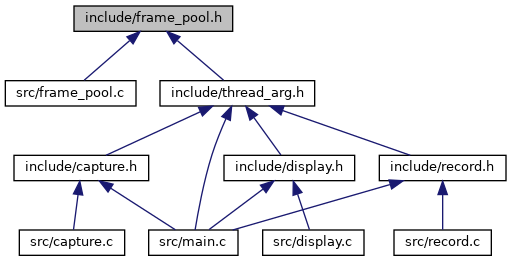 include/frame_pool.h
src/frame_pool.c
include/thread_arg.h
include/capture.h
include/display.h
include/record.h
src/capture.c
src/main.c
src/display.c
src/record.c